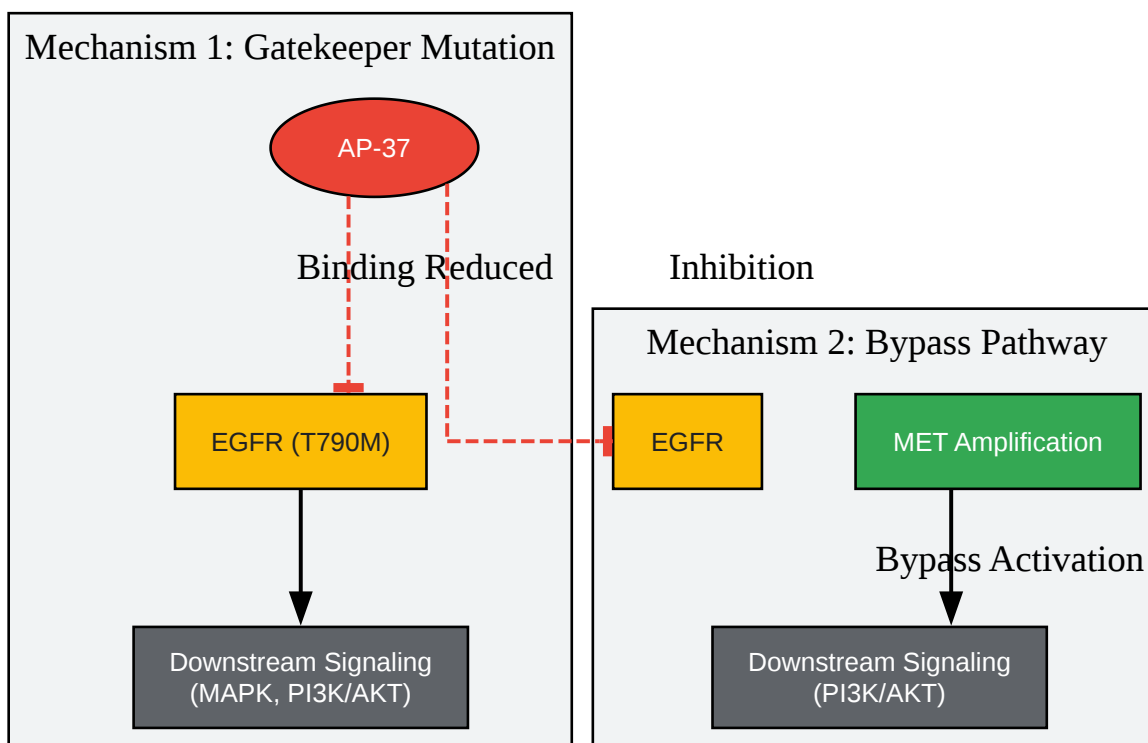 Mechanism 1: Gatekeeper Mutation
AP-37
Binding Reduced
Inhibition
Mechanism 2: Bypass Pathway
EGFR (T790M)
EGFR
MET Amplification
Bypass Activation
Downstream Signaling
(MAPK, PI3K/AKT)
Downstream Signaling
(PI3K/AKT)